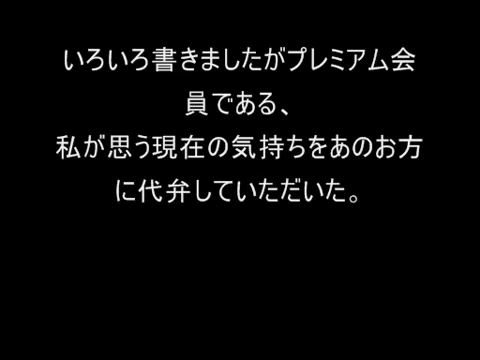 いろいろ書きましたがプレミアム会
員である、
私が思う現在の気持ちをあのお方
に代弁していただいた。